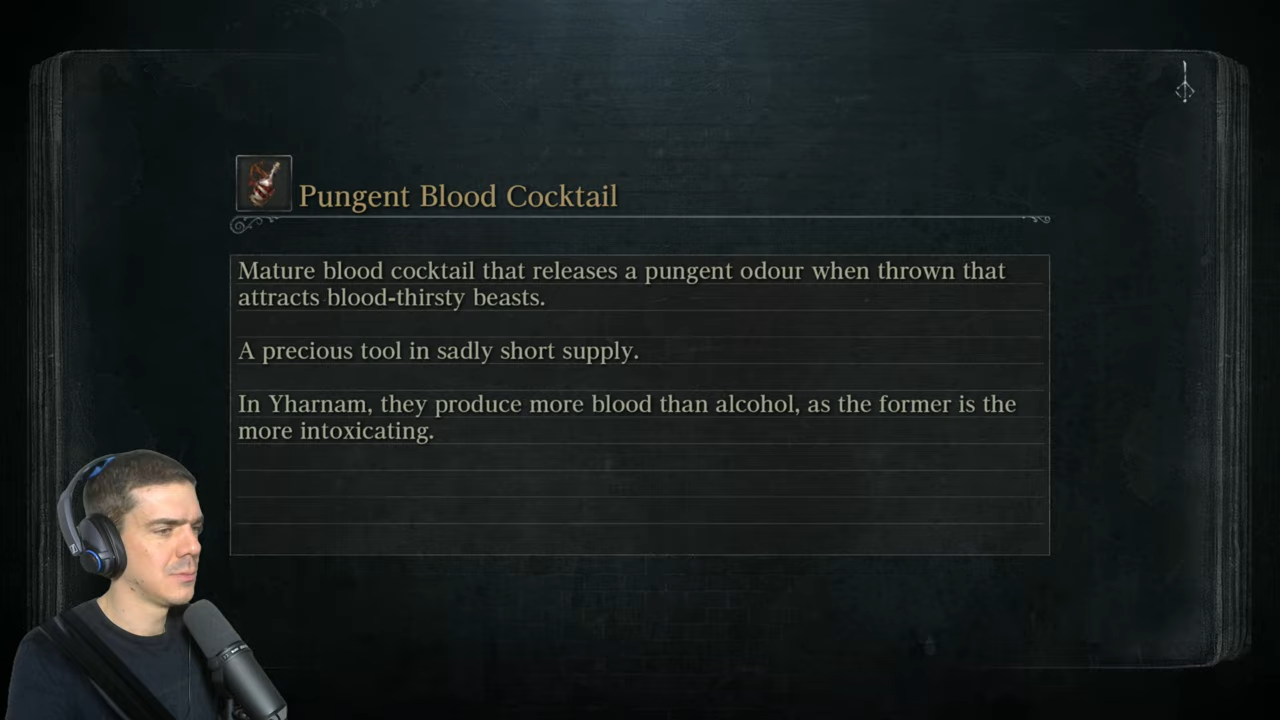 Pungent Blood Cocktail
Mature blood cocktail that releases a pungent odour when thrown that
attracts blood-thirsty beasts.
A precious tool in sadly short supply.
In Yharnam, they produce more blood than alcohol, as the former is the
more intoxicating.